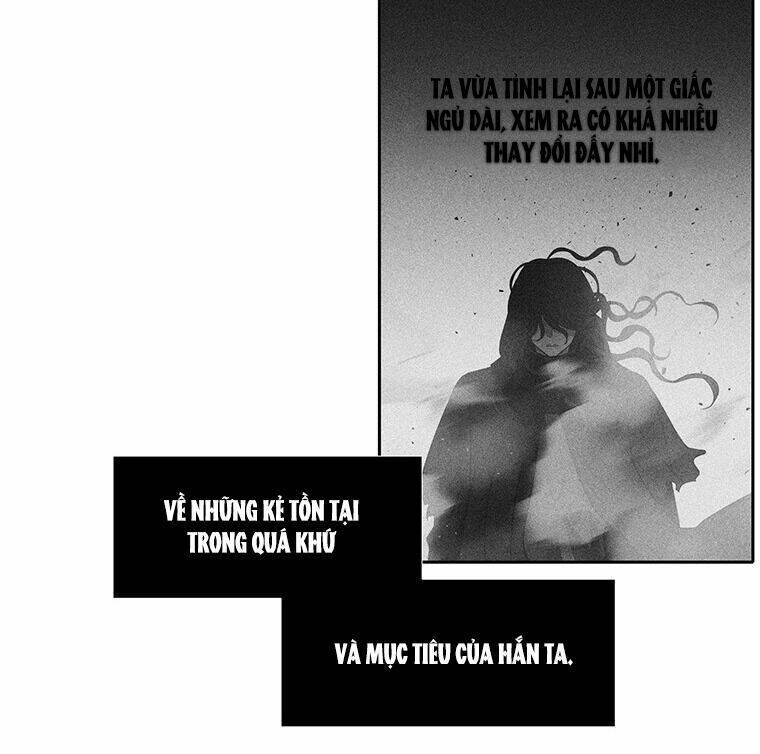 TA VỪA TỈNH LẠI SAU MỘT GIẤC
NGỦ DÀI, XEM RA CÓ KHÁ NHIỀU
THAY ĐỔI ĐẤY NHỈ.
VỀ NHỮNG KẺ TỒN TẠI
TRONG QUÁ KHỨ
VÀ MỤC TIÊU CỦA HẮN TA.